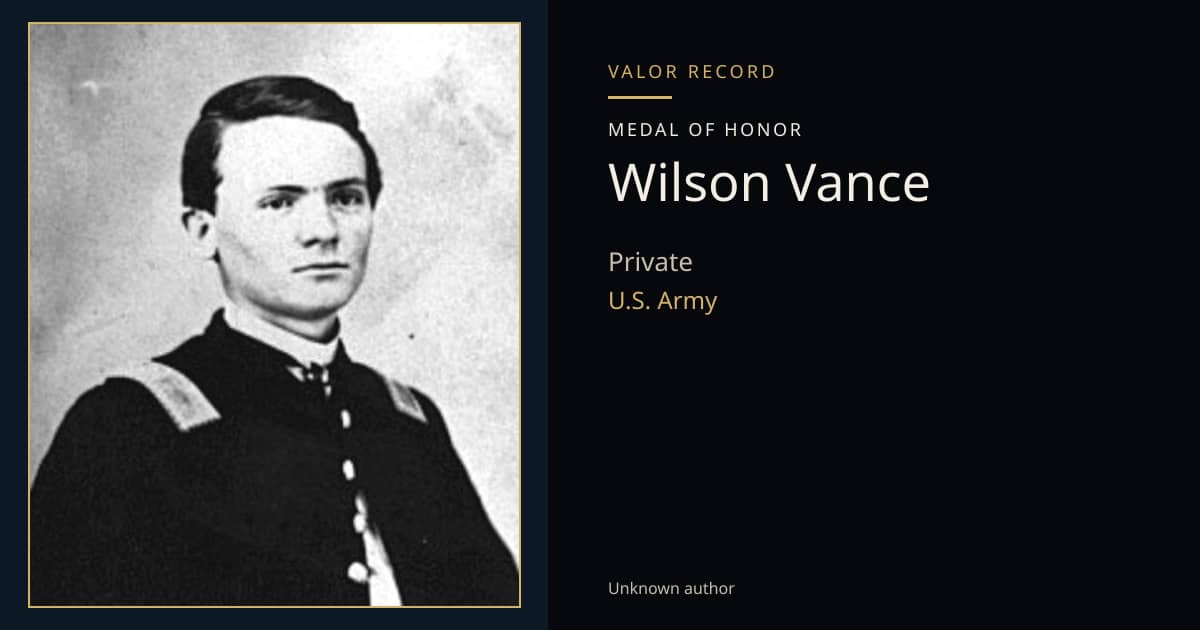 VALOR RECORD
MEDAL OF HONOR
Wilson Vance
Private
U.S. Army
Unknown author